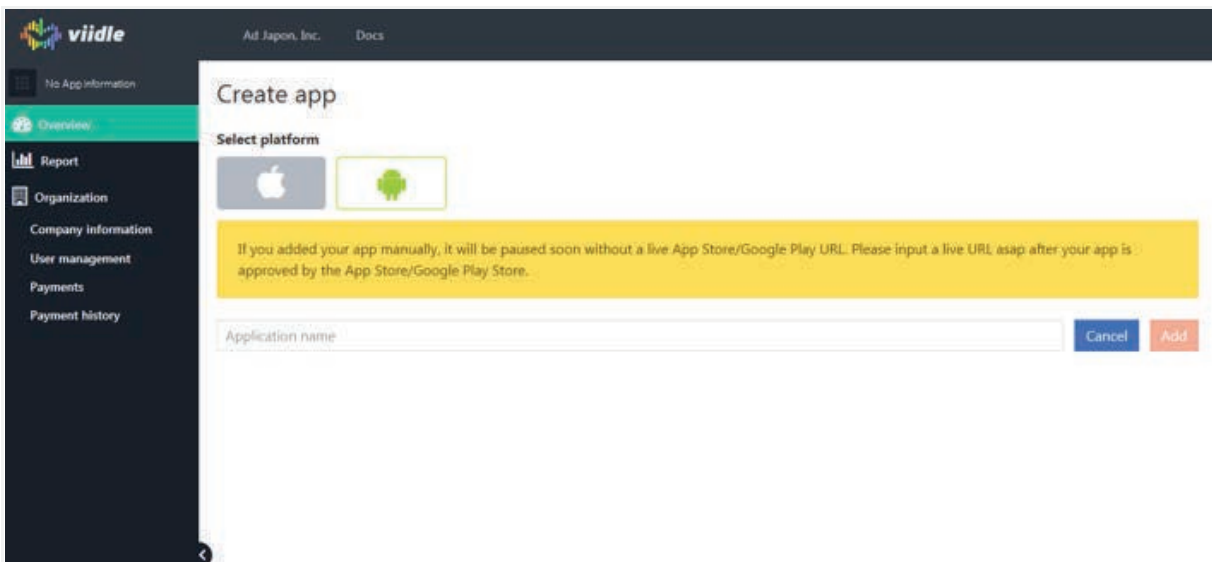 viidle
Ad Japon, Inc.
Docs
No App information
Overview
Report
Organization
Company information
User management
Payments
Payment history
Create app
Select platform
If you added your app manually, it will be paused soon without a live App Store/Google Play URL. Please input a live URL asap after your app is
approved by the App Store/Google Play Store.
Application name
Cancel
Add